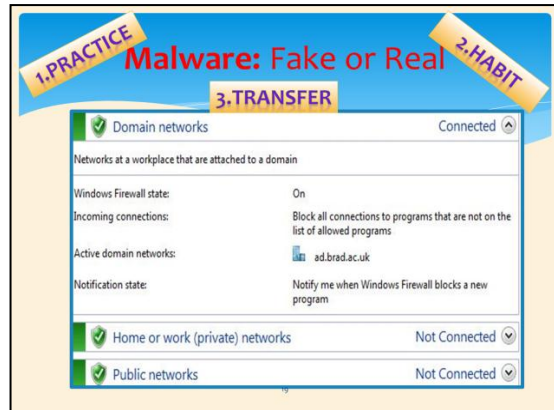 1.PRACTICE
Malware: Fake or Real
2.HABIT
3.TRANSFER
Domain networks Connected
Networks at a workplace that are attached to a domain
Windows Firewall state: On
Incoming connections: Block all connections to programs that are not on the
list of allowed programs
Active domain networks: ad.brad.ac.uk
Notification state: Notify me when Windows Firewall blocks a new
program
Home or work (private) networks Not Connected
Public networks Not Connected